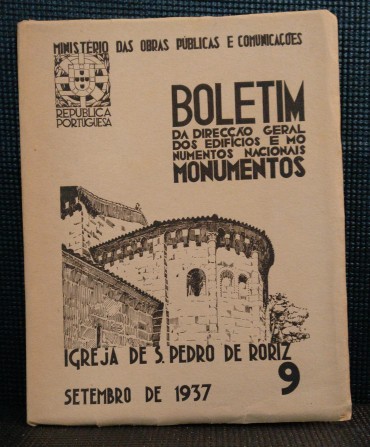 MINISTÉRIO DAS OBRAS PÚBLICAS E COMUNICAÇÕES
REPUBLICA
PORTUGUESA
BOLETIM
DA DIRECÇÃO GERAL
DOS EDIFÍCIOS E MO
NUMENTOS NACIONAIS
MONUMENTOS
IGREJA DE S. PEDRO DE RORIZ
SETEMBRO DE 1937
9